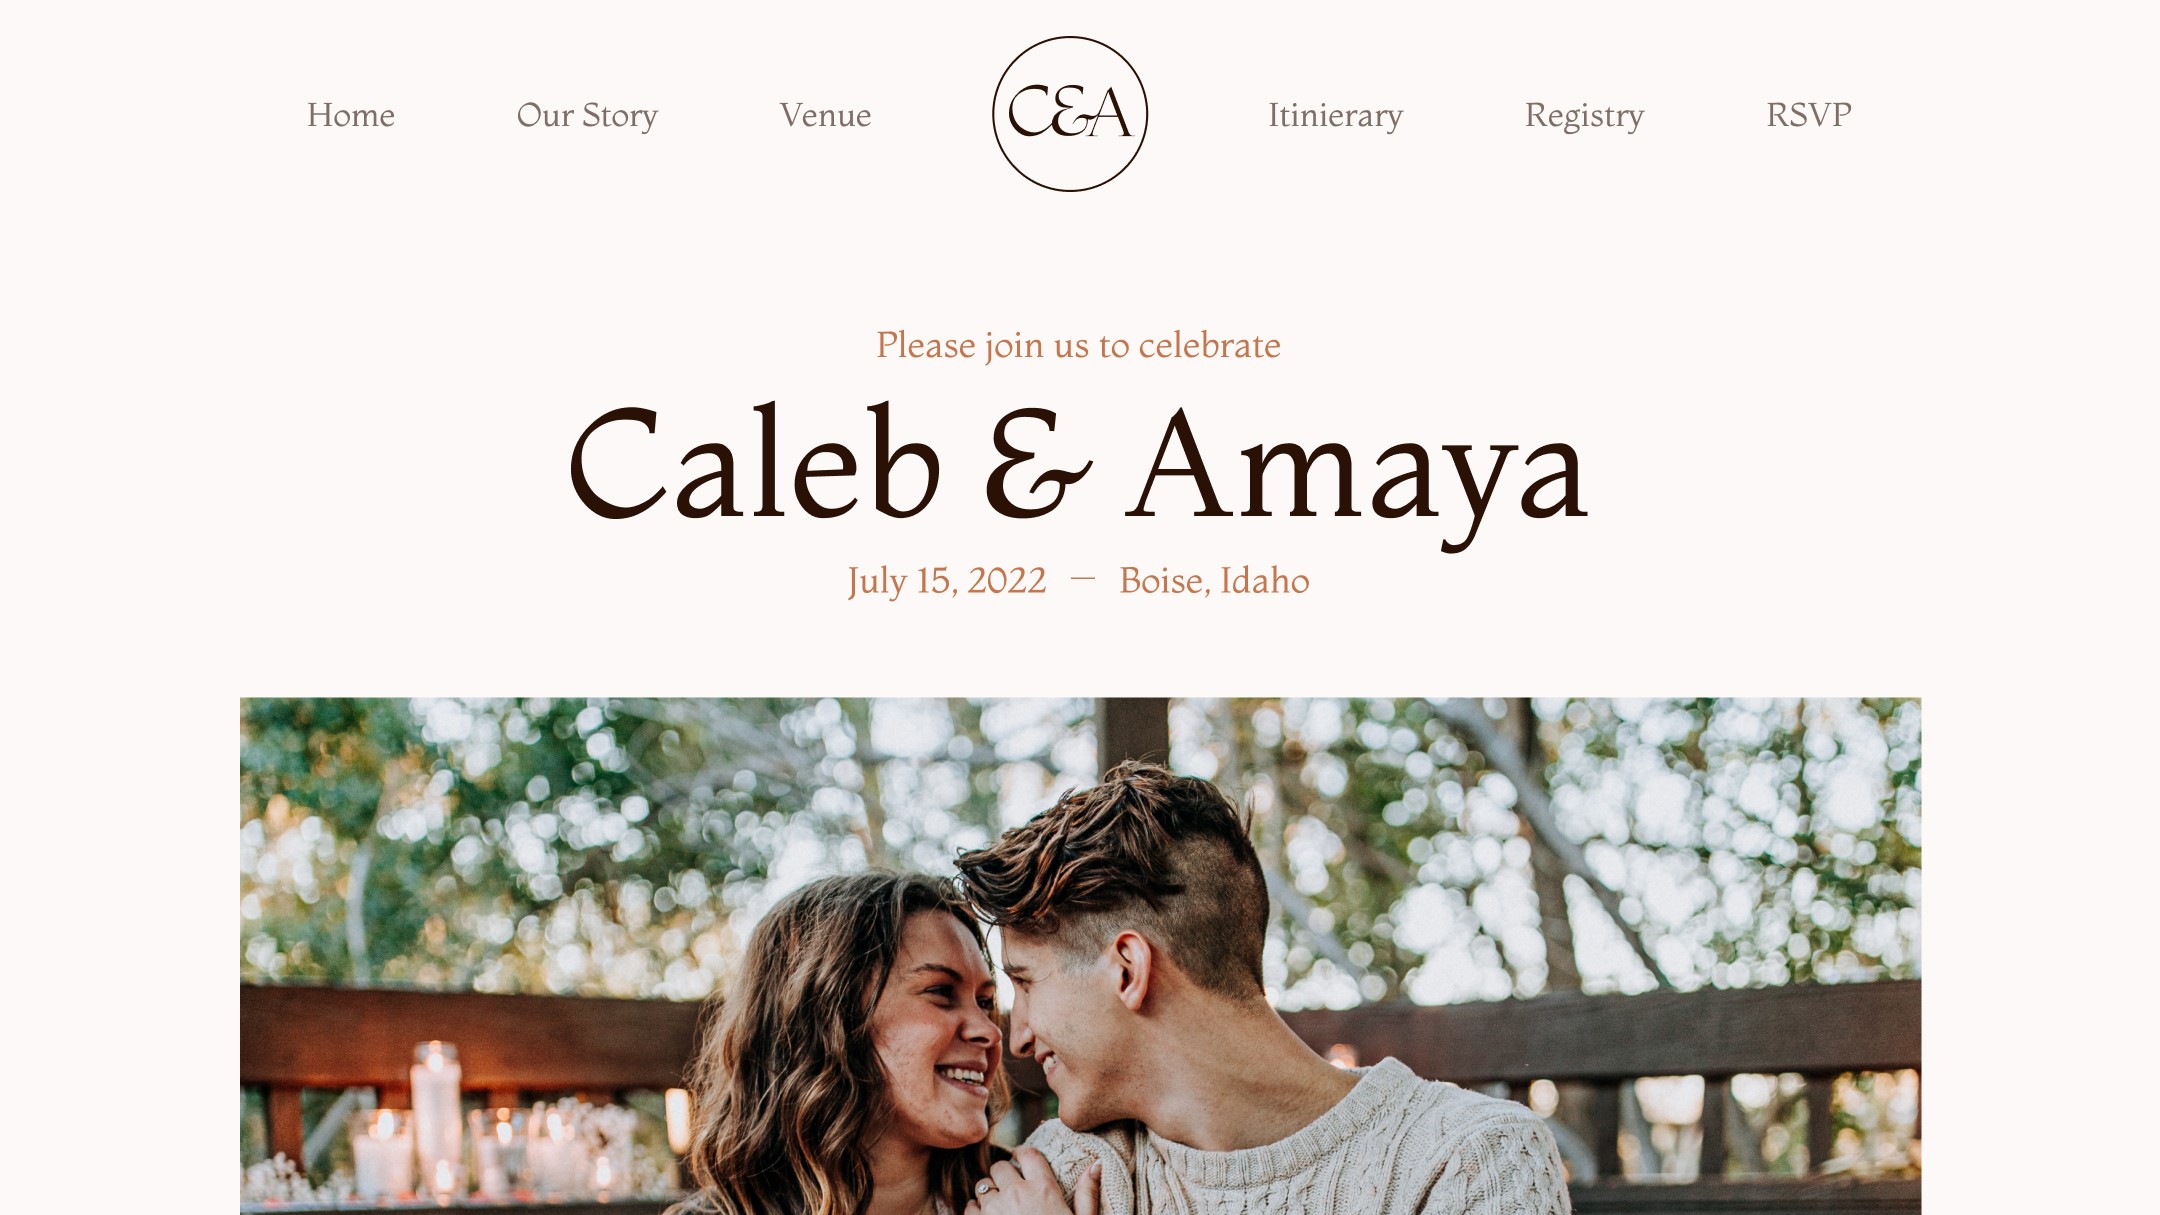 Home Our Story Venue C&A Itinierary Registry RSVP
Please join us to celebrate
Caleb & Amaya
July 15, 2022 — Boise, Idaho